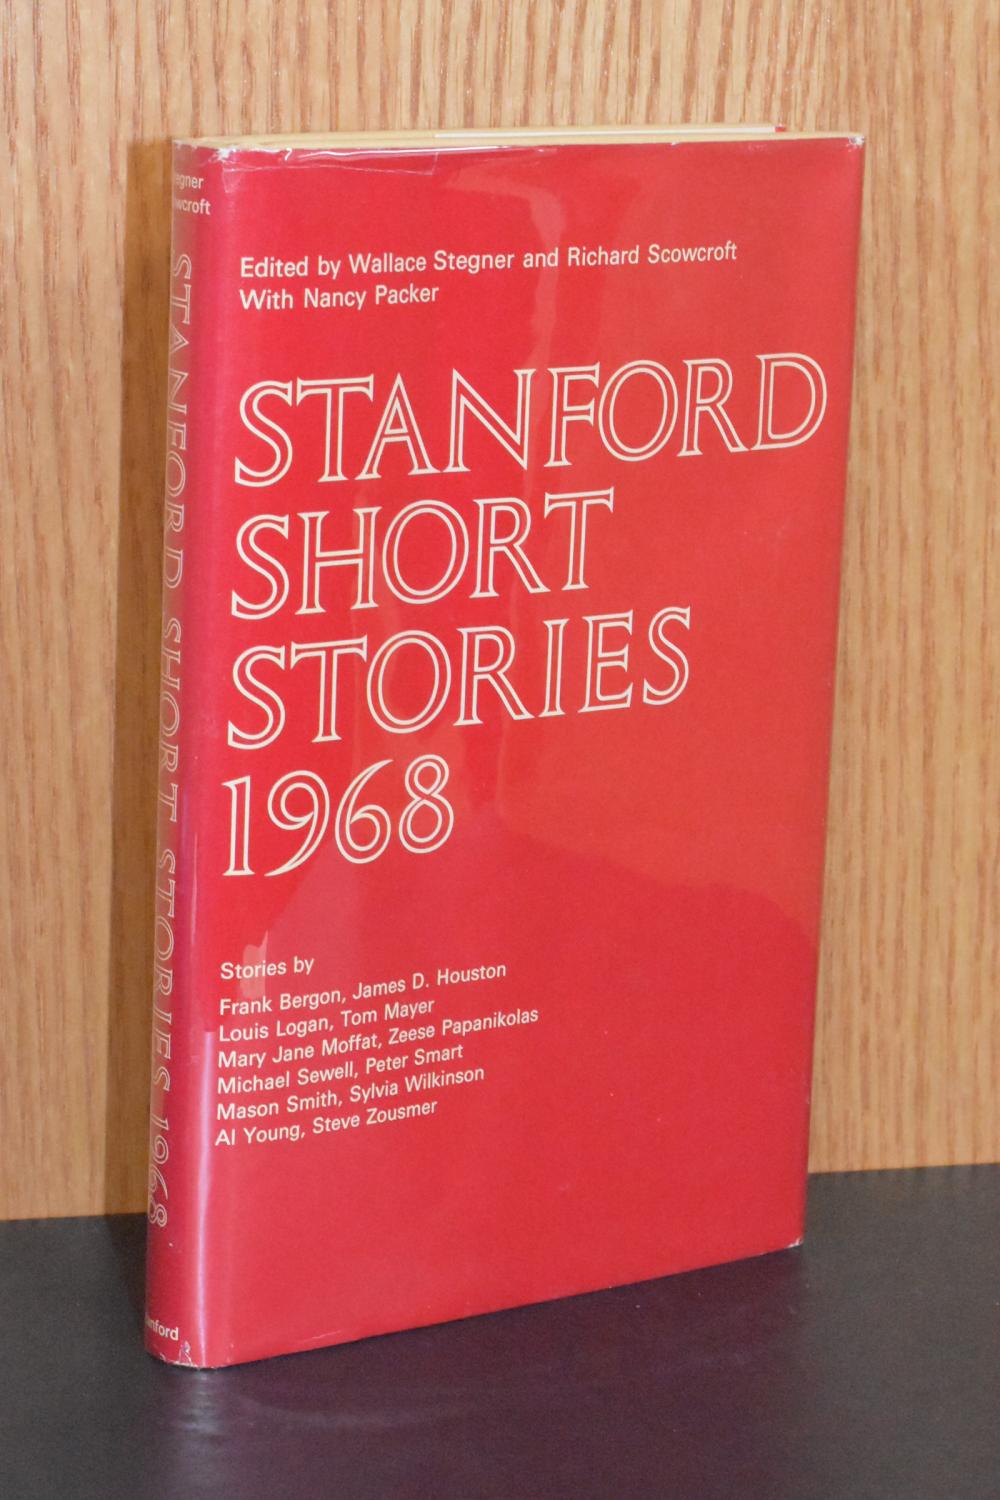 Edited by Wallace Stegner and Richard Scowcroft
With Nancy Packer
STANFORD
SHORT
STORIES
1968
Stories by
Frank Bergon, James D. Houston
Louis Logan, Tom Mayer
Mary Jane Moffat, Zeese Papanikolas
Michael Sewell, Peter Smart
Mason Smith, Sylvia Wilkinson
Al Young, Steve Zousmer
STANFORD SHORT STORIES 1968